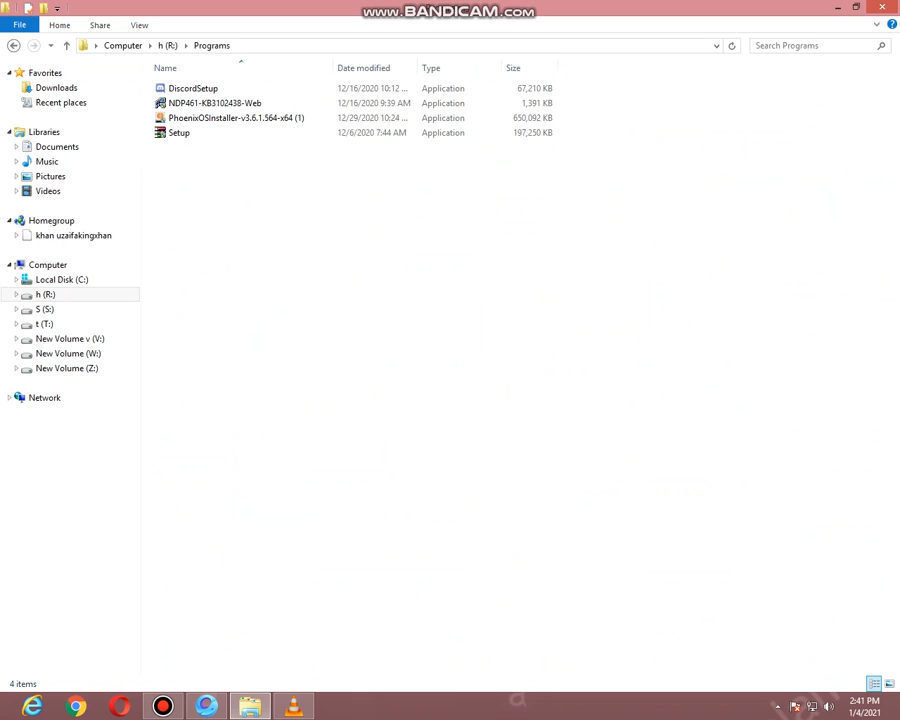 www.BANDICAM.com
File Home Share View
Computer h (R:) Programs
Search Programs
Name Date modified Type Size
DiscordSetup 12/16/2020 10:12 ... Application 67,210 KB
NDP461-KB3102438-Web 12/16/2020 9:39 AM Application 1,391 KB
PhoenixOSInstaller-v3.6.1.564-x64 (1) 12/29/2020 10:24 ... Application 650,092 KB
Setup 12/6/2020 7:44 AM Application 197,250 KB
Favorites
Downloads
Recent places
Libraries
Documents
Music
Pictures
Videos
Homegroup
khan uzaifakingxhan
Computer
Local Disk (C:)
h (R:)
S (S:)
t (T:)
New Volume v (V:)
New Volume (W:)
New Volume (Z:)
Network
4 items
2:41 PM
1/4/2021